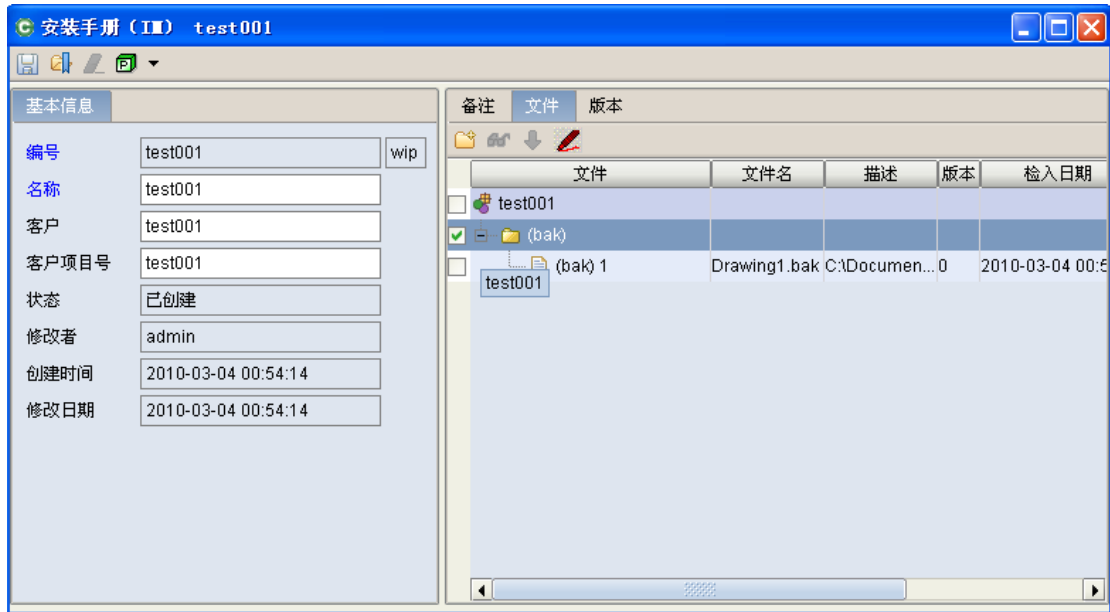 安装手册（IM） test001
基本信息
编号 test001 wip
名称 test001
客户 test001
客户项目号 test001
状态 已创建
修改者 admin
创建时间 2010-03-04 00:54:14
修改日期 2010-03-04 00:54:14
备注 文件 版本
文件 文件名 描述 版本 检入日期
test001
(bak)
(bak) 1 Drawing1.bak C:\Documen... 0 2010-03-04 00:5
test001